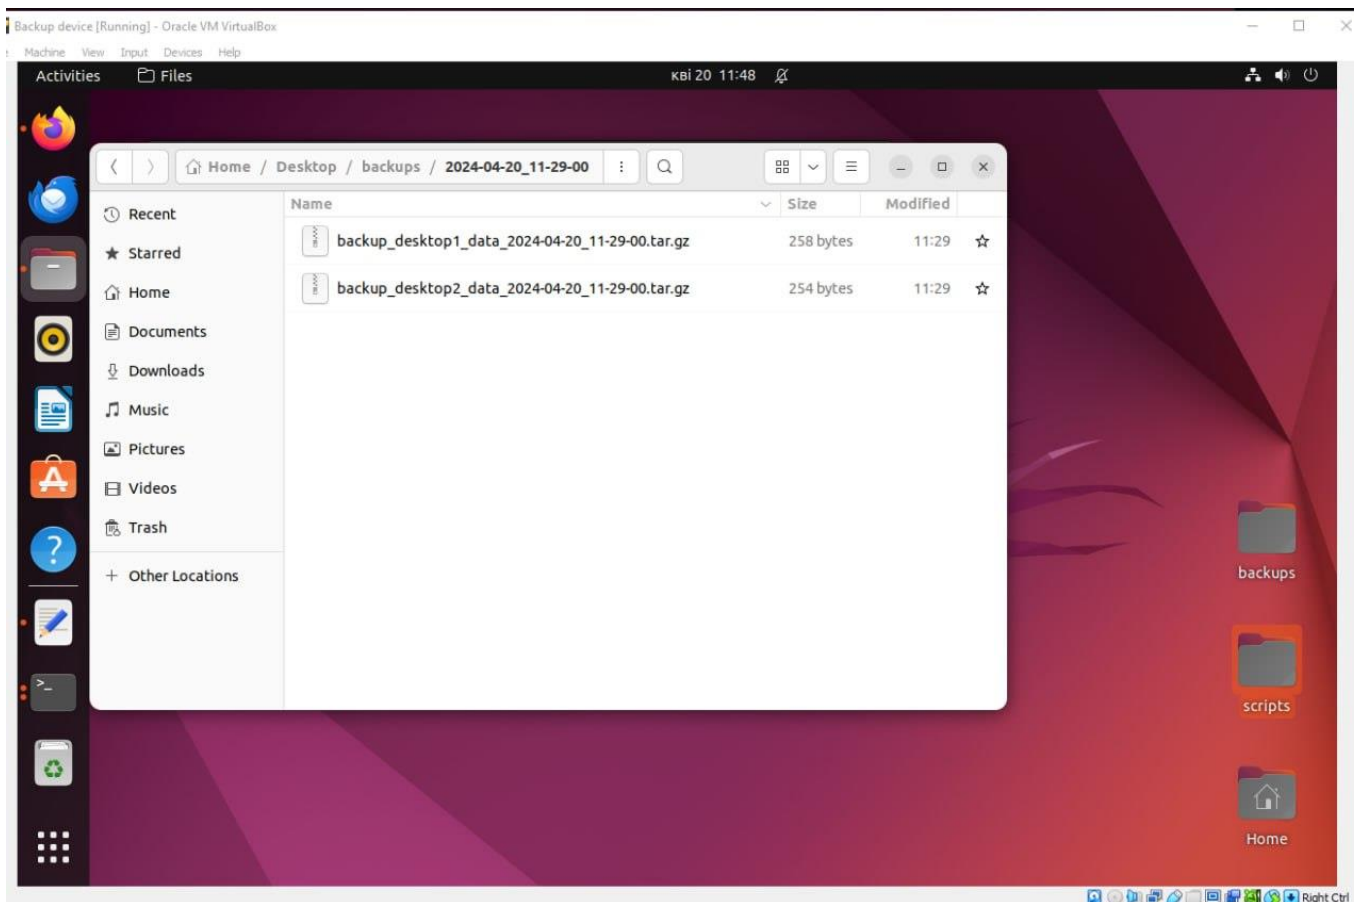 Backup device [Running] - Oracle VM VirtualBox
Machine View Input Devices Help
Activities Files кві 20 11:48
Home / Desktop / backups / 2024-04-20_11-29-00
Name Size Modified
Recent
backup_desktop1_data_2024-04-20_11-29-00.tar.gz 258 bytes 11:29
Starred
Home
backup_desktop2_data_2024-04-20_11-29-00.tar.gz 254 bytes 11:29
Documents
Downloads
Music
Pictures
Videos
Trash
Other Locations
backups
scripts
Home
Right Ctrl